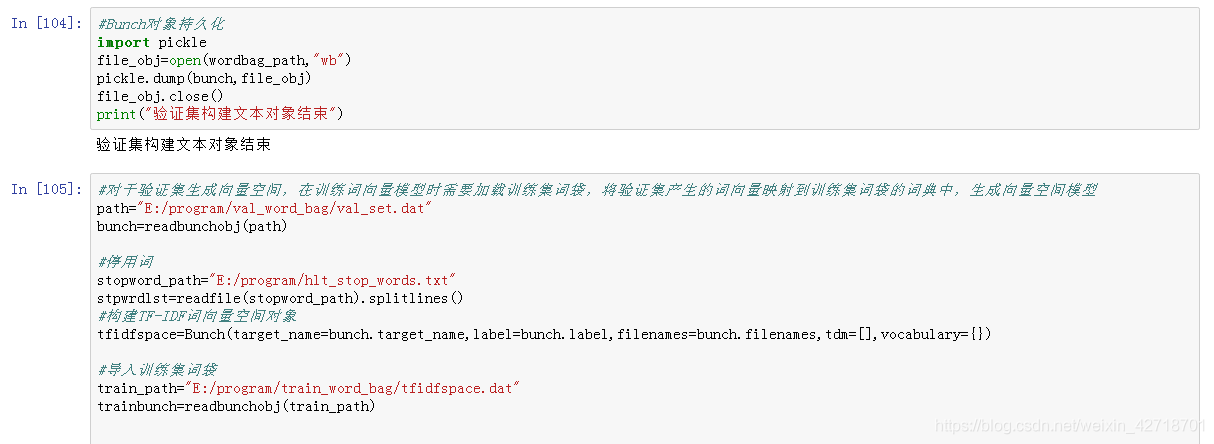 In [104]:
#Bunch对象持久化
import pickle
file_obj=open(wordbag_path,"wb")
pickle.dump(bunch,file_obj)
file_obj.close()
print("验证集构建文本对象结束")
验证集构建文本对象结束
In [105]:
#对于验证集生成向量空间，在训练词向量模型时需要加载训练集词袋，将验证集产生的词向量映射到训练集词袋的词典中，生成向量空间模型
path="E:/program/val_word_bag/val_set.dat"
bunch=readbunchobj(path)
#停用词
stopword_path="E:/program/hlt_stop_words.txt"
stpwrdlst=readfile(stopword_path).splitlines()
#构建TF-IDF词向量空间对象
tfidfspace=Bunch(target_name=bunch.target_name,label=bunch.label,filenames=bunch.filenames,tdm=[],vocabulary={})
#导入训练集词袋
train_path="E:/program/train_word_bag/tfidfspace.dat"
trainbunch=readbunchobj(train_path)
https://blog.csdn.net/weixin_42718701